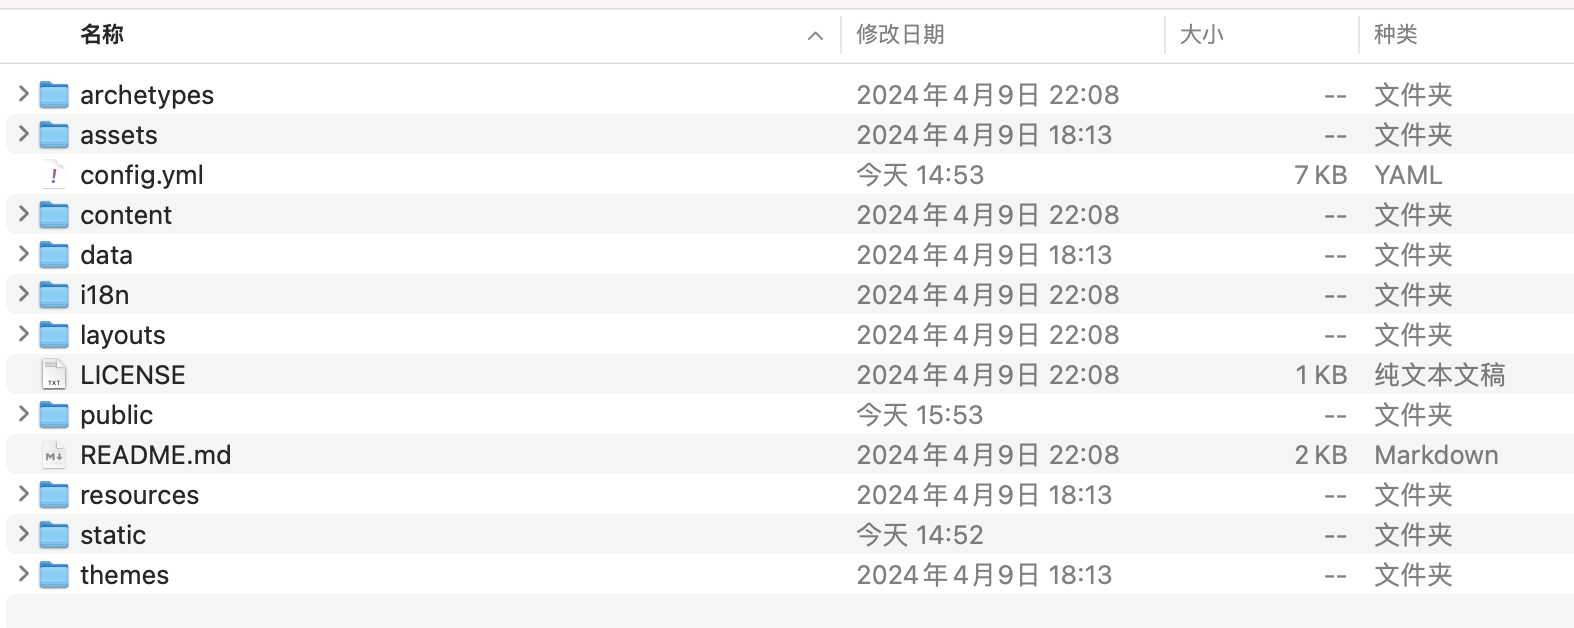 名称 修改日期 大小 种类
archetypes 2024年4月9日 22:08 -- 文件夹
assets 2024年4月9日 18:13 -- 文件夹
! config.yml 今天 14:53 7 KB YAML
content 2024年4月9日 22:08 -- 文件夹
data 2024年4月9日 18:13 -- 文件夹
i18n 2024年4月9日 22:08 -- 文件夹
layouts 2024年4月9日 22:08 -- 文件夹
TXT LICENSE 2024年4月9日 22:08 1 KB 纯文本文稿
public 今天 15:53 -- 文件夹
M↓ README.md 2024年4月9日 22:08 2 KB Markdown
resources 2024年4月9日 18:13 -- 文件夹
static 今天 14:52 -- 文件夹
themes 2024年4月9日 18:13 -- 文件夹